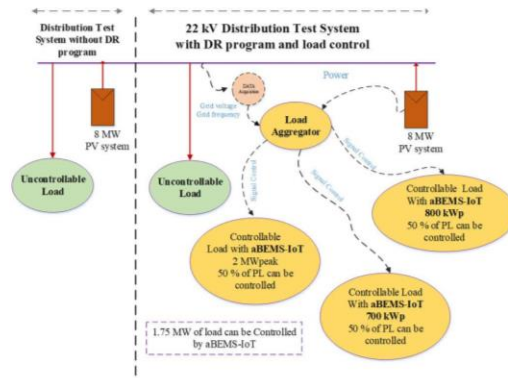 Distribution Test
System without DR
program
22 kV Distribution Test System
with DR program and load control
8 MW
PV system
Uncontrollable
Load
Uncontrollable
Load
Grid voltage
Grid frequency
Load
Aggregator
Power
8 MW
PV system
Signal Control
Signal Control
Signal Control
Controllable
Load with aBEMS-IoT
2 MWpeak
50 % of PL can be
controlled
Controllable Load
With aBEMS-IoT
800 kWp
50 % of PL can be
controlled
Controllable Load
With aBEMS-IoT
700 kWp
50 % of PL can be
controlled
1.75 MW of load can be Controlled
by aBEMS-IoT